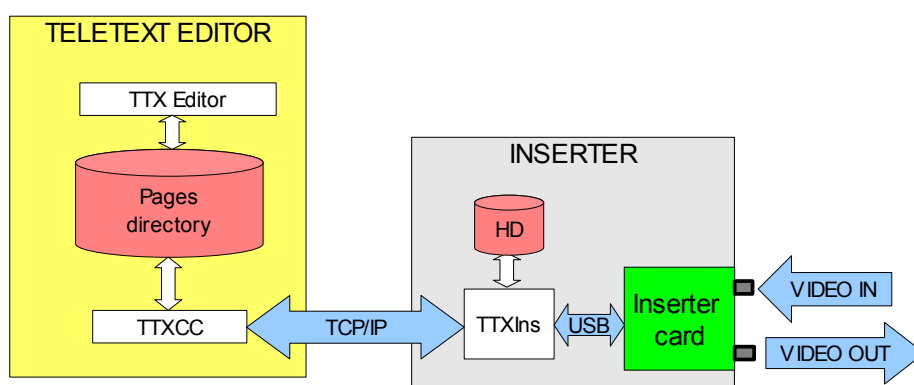 TELETEXT EDITOR
TTX Editor
Pages
directory
TTXCC
TCP/IP
INSERTER
HD
TTXIns
USB
Inserter
card
VIDEO IN
VIDEO OUT